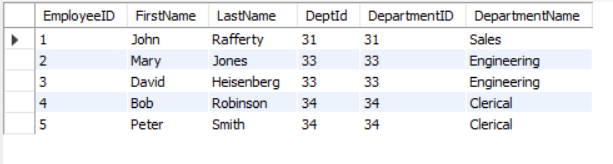 EmployeeID FirstName LastName DeptId DepartmentID DepartmentName
1 John Rafferty 31 31 Sales
2 Mary Jones 33 33 Engineering
3 David Heisenberg 33 33 Engineering
4 Bob Robinson 34 34 Clerical
5 Peter Smith 34 34 Clerical